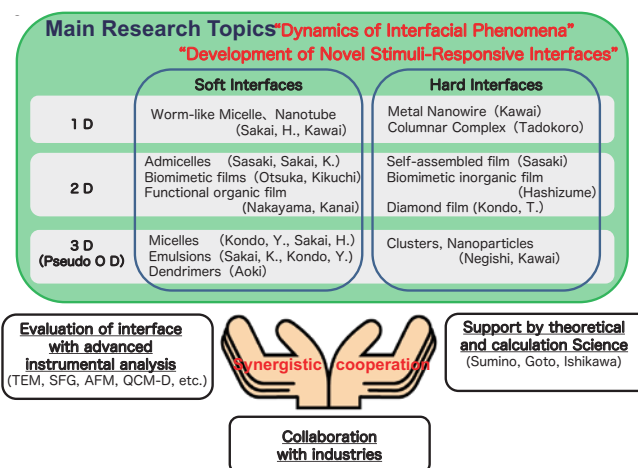 Main Research Topics "Dynamics of Interfacial Phenomena"
"Development of Novel Stimuli-Responsive Interfaces"
Soft Interfaces
Hard Interfaces
1 D
Worm-like Micelle、Nanotube
(Sakai, H., Kawai)
Metal Nanowire（Kawai）
Columnar Complex（Tadokoro）
2 D
Admicelles （Sasaki, Sakai, K.）
Biomimetic films（Otsuka, Kikuchi）
Functional organic film
(Nakayama, Kanai)
Self-assembled film（Sasaki）
Biomimetic inorganic film
(Hashizume)
Diamond film (Kondo, T.)
3 D
(Pseudo O D)
Micelles （Kondo, Y., Sakai, H.）
Emulsions（Sakai, K., Kondo, Y.）
Dendrimers（Aoki）
Clusters, Nanoparticles
（Negishi, Kawai）
Evaluation of interface
with advanced
instrumental analysis
(TEM, SFG, AFM, QCM-D, etc.)
Synergistic cooperation
Support by theoretical
and calculation Science
(Sumino, Goto, Ishikawa)
Collaboration
with industries